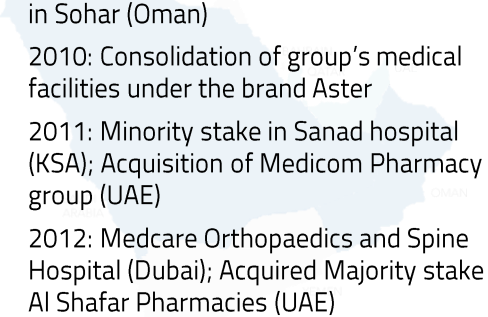 in Sohar (Oman)
2010: Consolidation of group's medical
facilities under the brand Aster
2011: Minority stake in Sanad hospital
(KSA); Acquisition of Medicom Pharmacy
group (UAE)
OMAN
2012: Medcare Orthopaedics and Spine
Hospital (Dubai); Acquired Majority stake
Al Shafar Pharmacies (UAE)